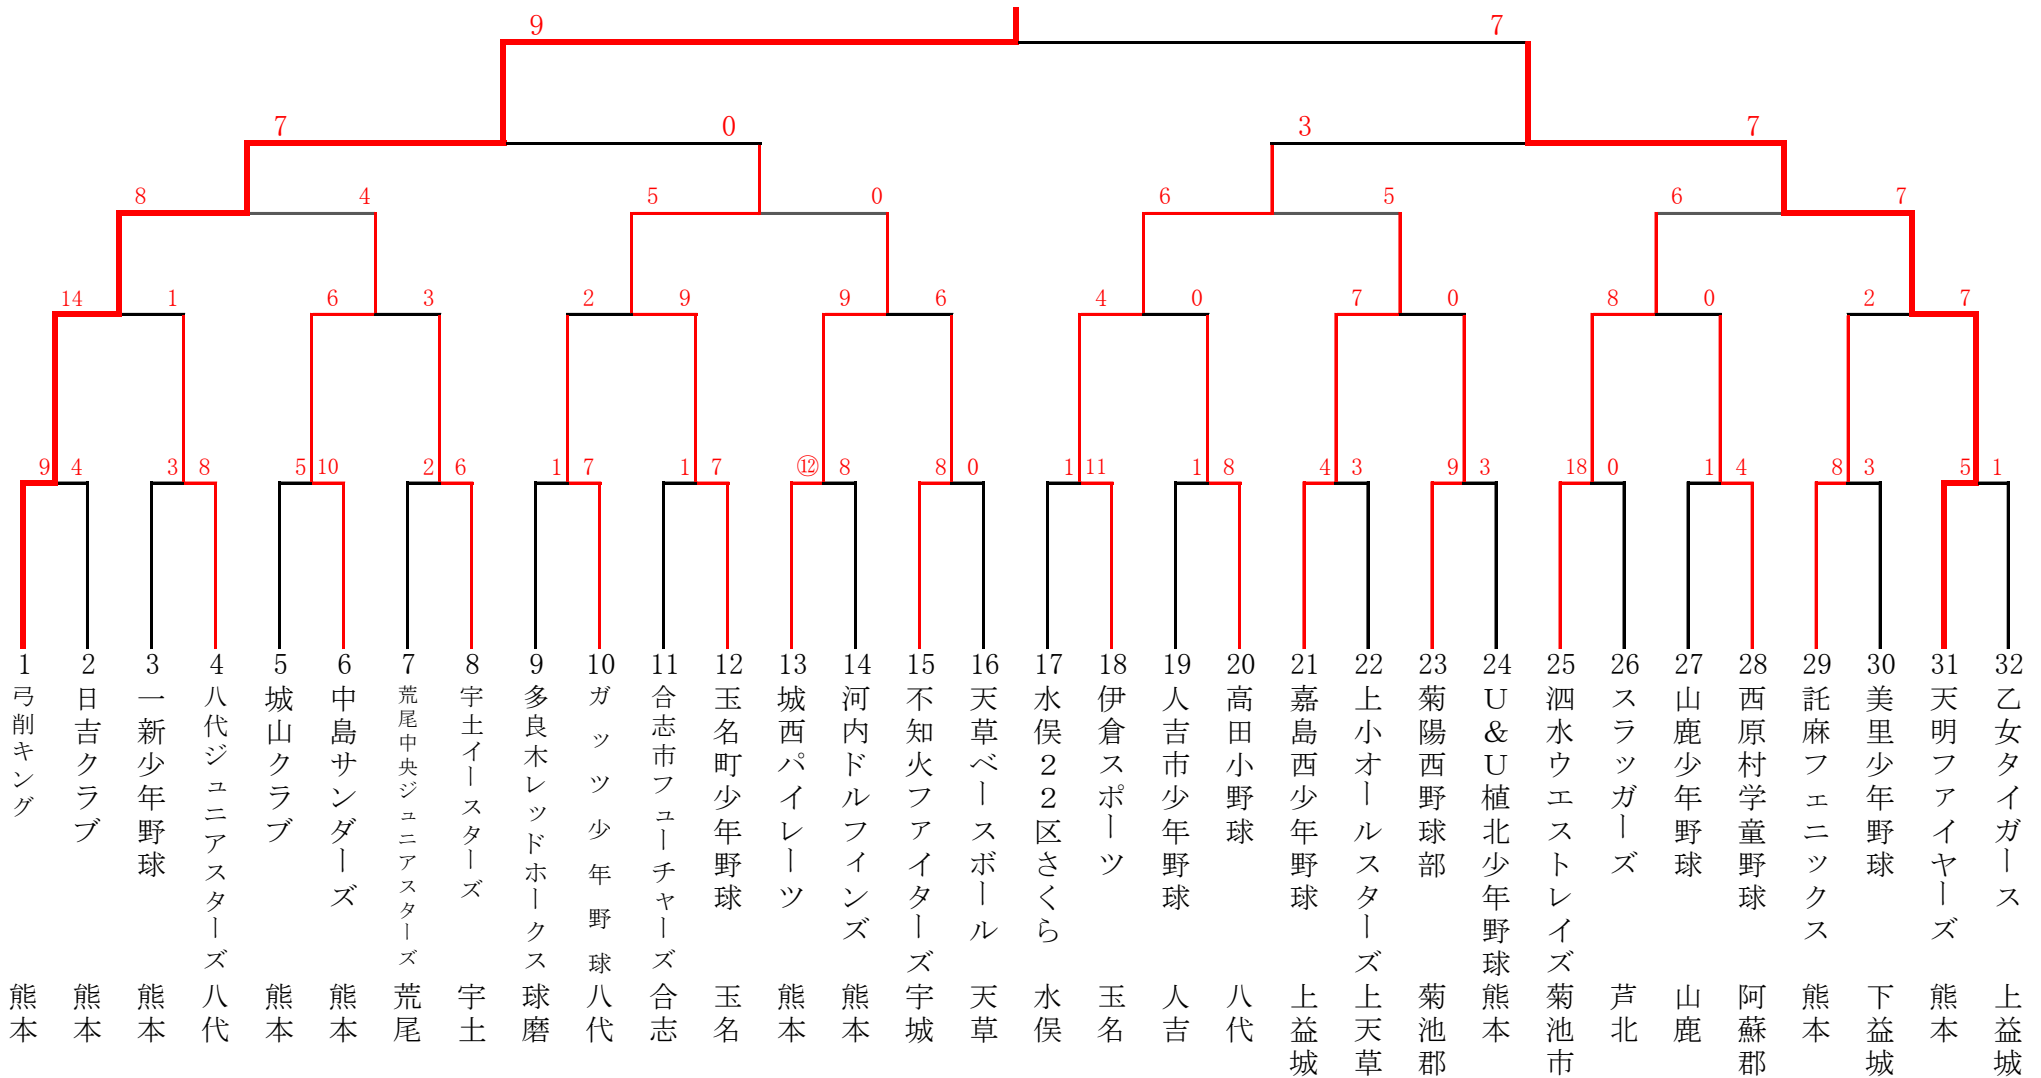 9 7
7 0 3 7
8 4 5 0 6 5 6 7
14 1 6 3 2 9 9 6 4 0 7 0 8 0 2 7
9 4 3 8 5 10 2 6 1 7 1 7 ⑫ 8 8 0 1 11 1 8 4 3 9 3 18 0 1 4 8 3 5 1
1 弓削キング 熊本
2 日吉クラブ 熊本
3 一新少年野球 熊本
4 八代ジュニアスターズ 八代
5 城山クラブ 熊本
6 中島サンダーズ 熊本
7 荒尾中央ジュニアスターズ 荒尾
8 宇土イースターズ 宇土
9 多良木レッドホークス 球磨
10 ガッツ少年野球 八代
11 合志市フューチャーズ 合志
12 玉名町少年野球 玉名
13 城西パイレーツ 熊本
14 河内ドルフィンズ 熊本
15 不知火ファイターズ 宇城
16 天草ベースボール 天草
17 水俣２２区さくら 水俣
18 伊倉スポーツ 玉名
19 人吉市少年野球 人吉
20 高田小野球 八代
21 嘉島西少年野球 上益城
22 上小オールスターズ 上天草
23 菊陽西野球部 菊池郡
24 Ｕ＆Ｕ植北少年野球 熊本
25 泗水ウエストレイズ 菊池市
26 スラッガーズ 芦北
27 山鹿少年野球 山鹿
28 西原村学童野球 阿蘇郡
29 託麻フェニックス 熊本
30 美里少年野球 下益城
31 天明ファイヤーズ 熊本
32 乙女タイガース 上益城